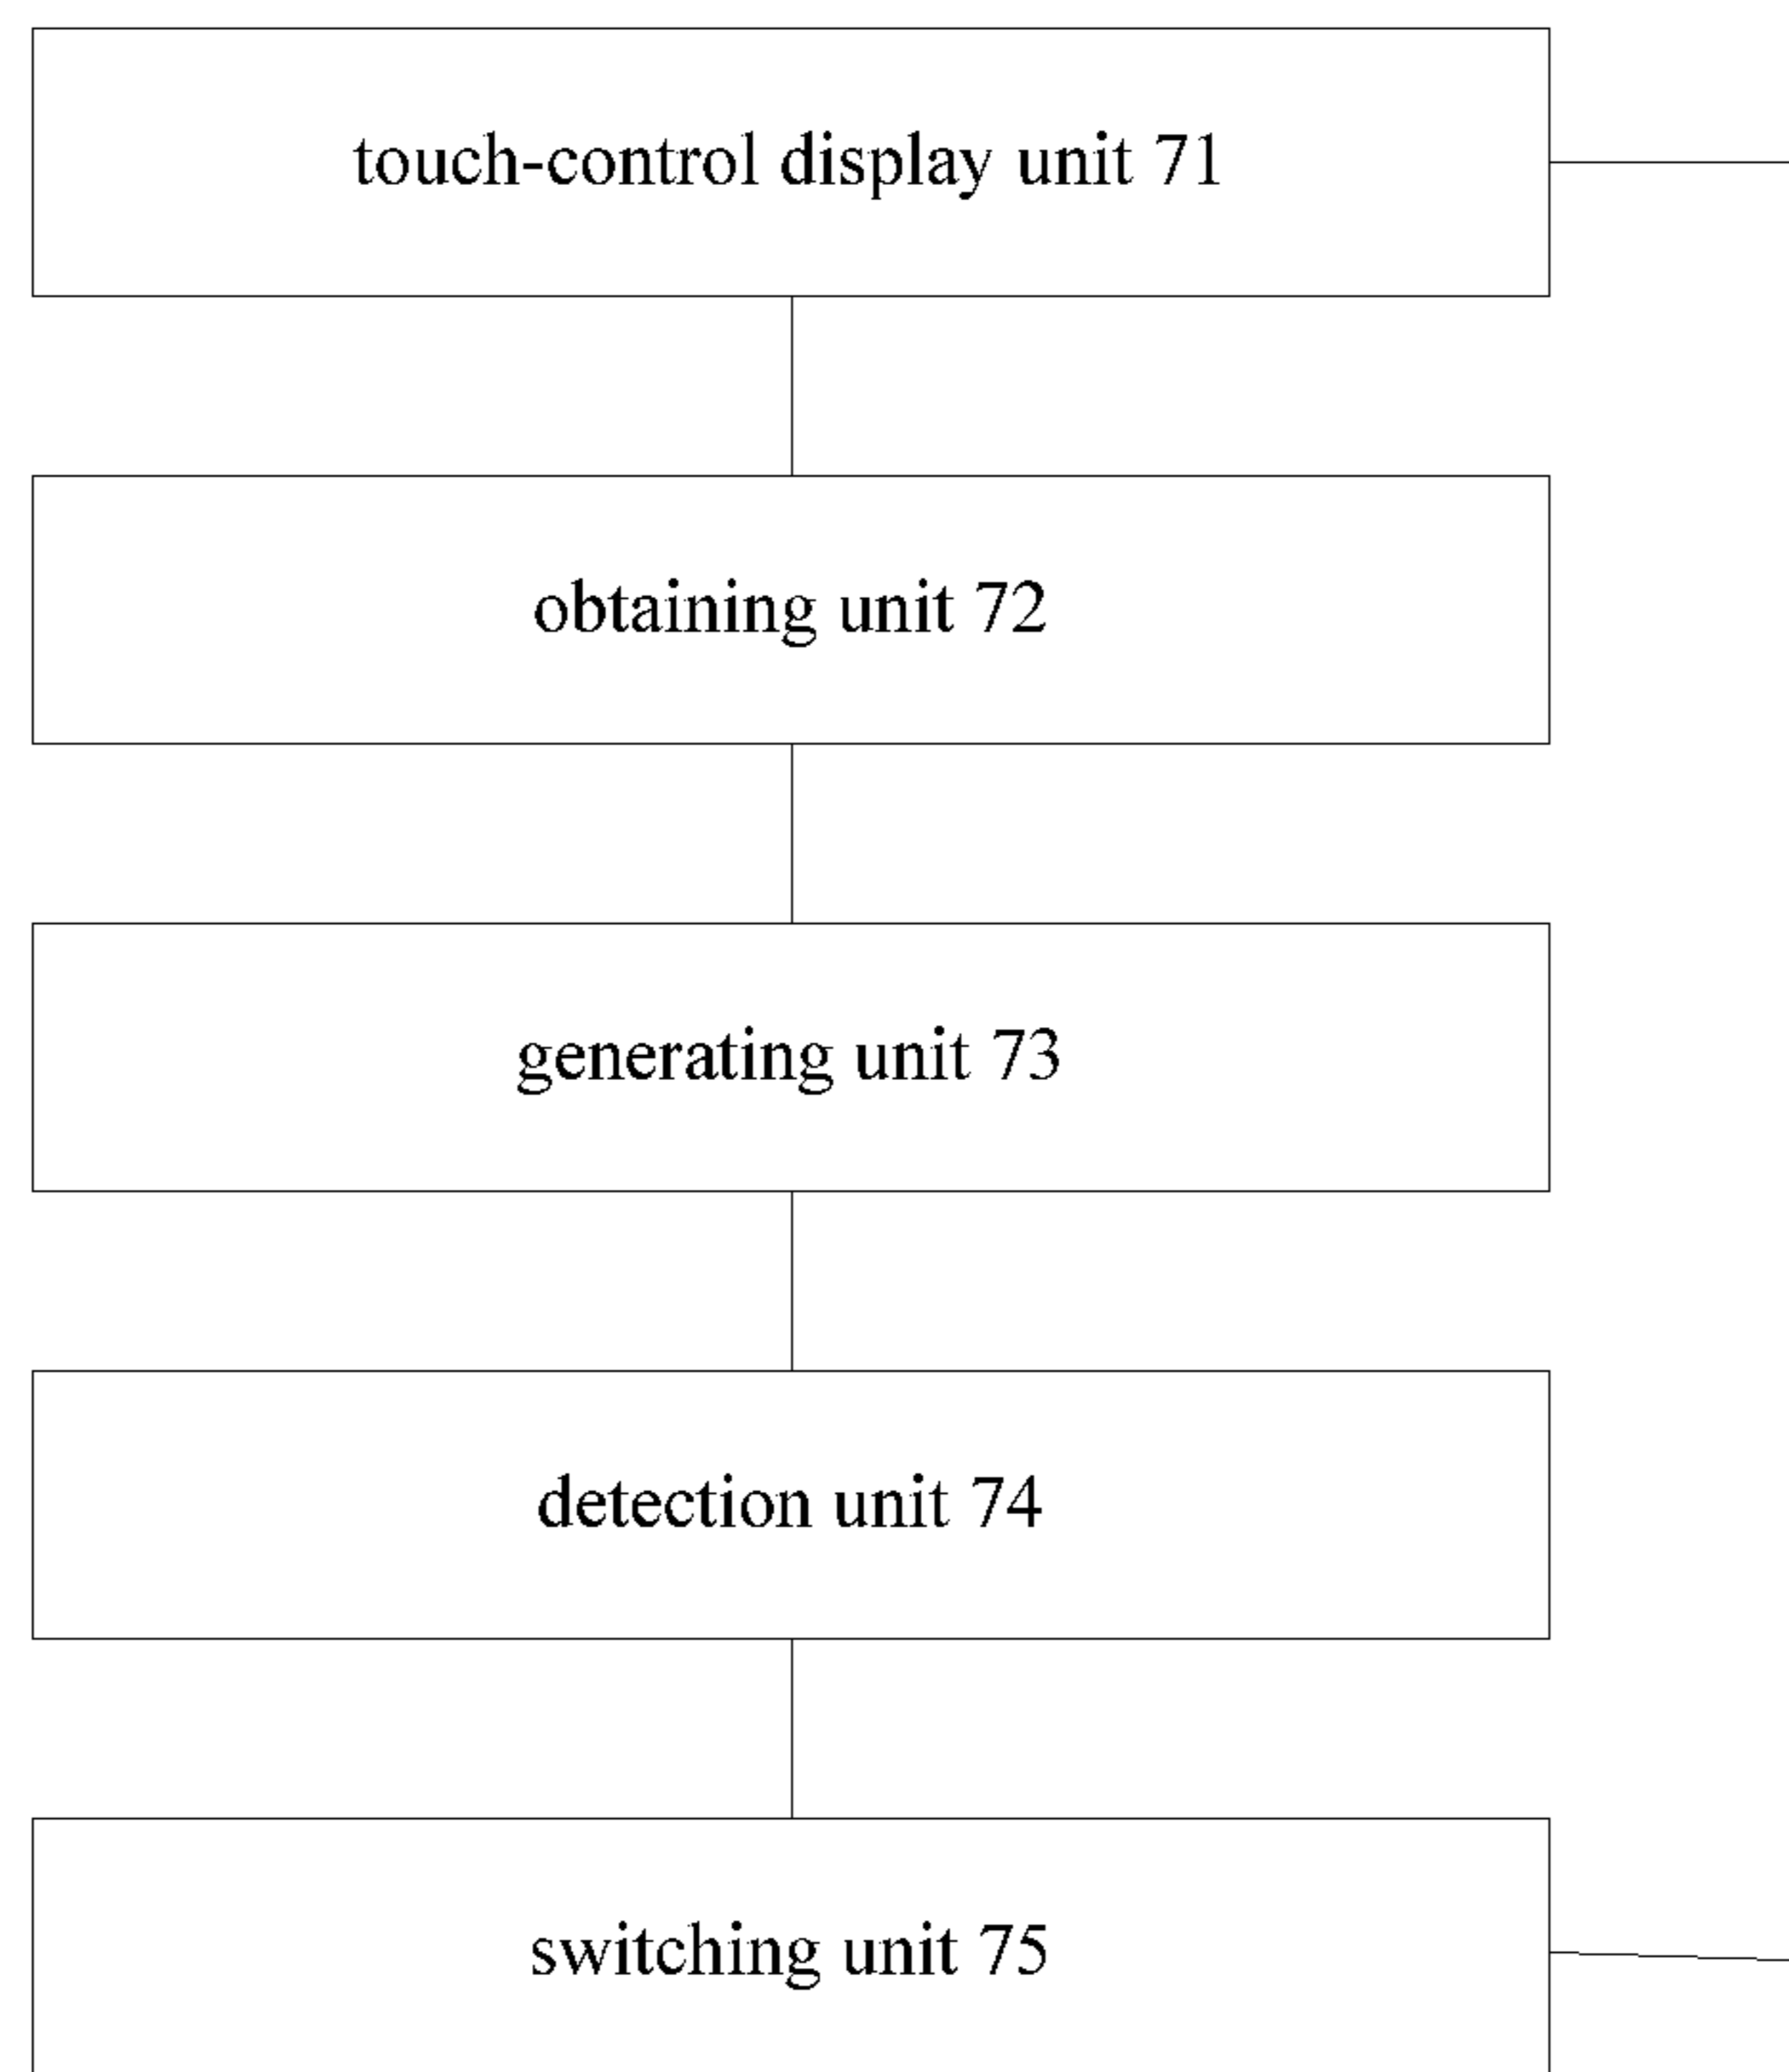 touch-control display unit 71
obtaining unit 72
generating unit 73
detection unit 74
switching unit 75